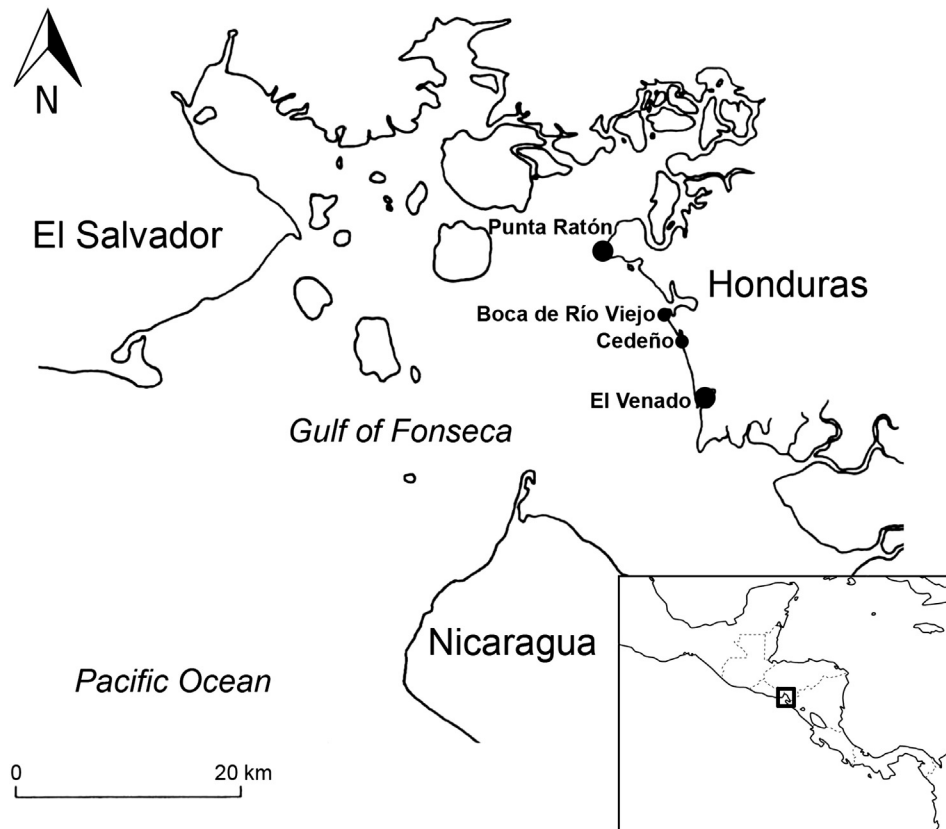 N
Punta Ratón
El Salvador
Honduras
Boca de Río Viejo
Cedeño
El Venado
Gulf of Fonseca
Nicaragua
Pacific Ocean
0 20 km